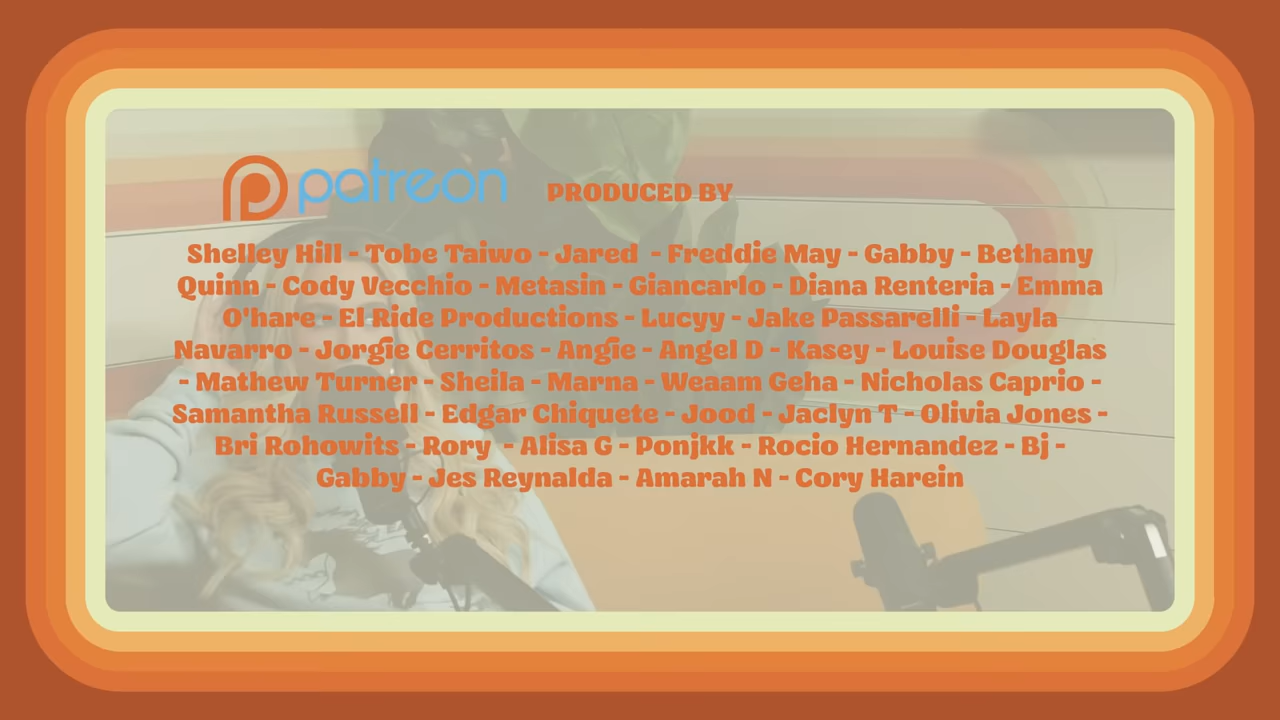 patreon PRODUCED BY
Shelley Hill - Tobe Taiwo - Jared - Freddie May - Gabby - Bethany
Quinn - Cody Vecchio - Metasin - Giancarlo - Diana Renteria - Emma
O'hare - El Ride Productions - Lucyy - Jake Passarelli - Layla
Navarro - Jorgie Cerritos - Angie - Angel D - Kasey - Louise Douglas
- Mathew Turner - Sheila - Marna - Weaam Geha - Nicholas Caprio -
Samantha Russell - Edgar Chiquete - Jood - Jaclyn T - Olivia Jones -
Bri Rohowits - Rory - Alisa G - Ponjkk - Rocio Hernandez - Bj -
Gabby - Jes Reynalda - Amarah N - Cory Harein